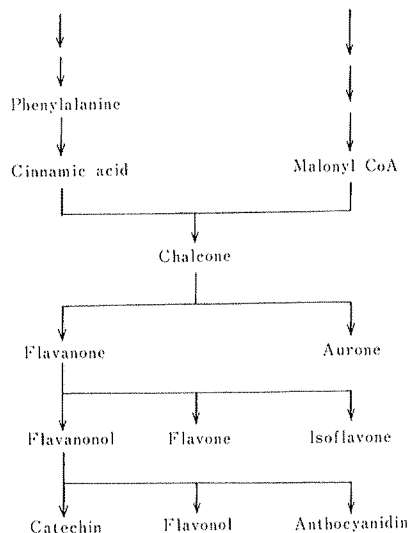 Phenylalanine
Cinnamic acid Malonyl CoA
Chalcone
Flavanone Aurone
Flavanonol Flavone Isoflavone
Catechin Flavonol Anthocyanidin